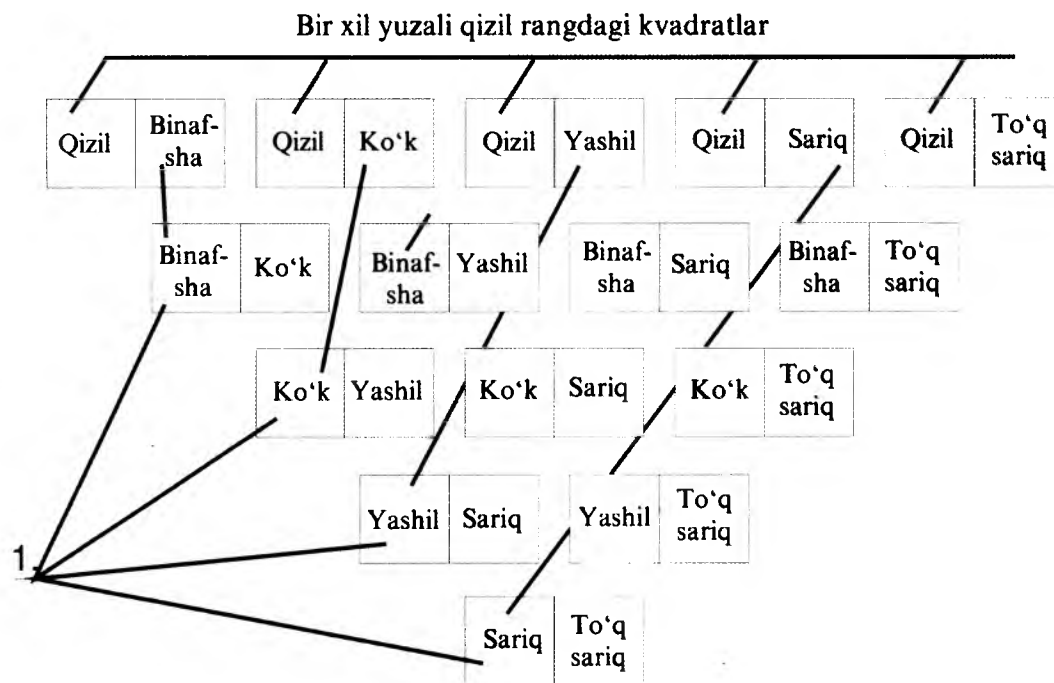 Bir xil yuzali qizil rangdagi kvadratlar
Qizil Binaf-
sha
Qizil Ko‘k
Qizil Yashil
Qizil Sariq
Qizil To‘q
sariq
Binaf-
sha
Ko‘k
Binaf-
sha
Yashil
Binaf-
sha
Sariq
Binaf-
sha
To‘q
sariq
Ko‘k Yashil
Ko‘k Sariq
Ko‘k To‘q
sariq
Yashil Sariq
Yashil To‘q
sariq
1.
Sariq To‘q
sariq